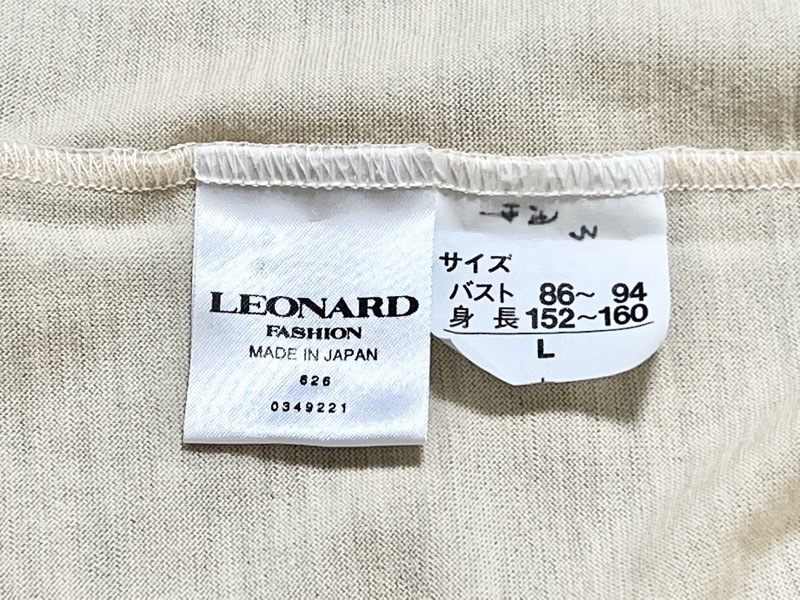 LEONARD
FASHION
MADE IN JAPAN
626
0349221
サイズ
バスト 86～ 94
身 長 152～160
L